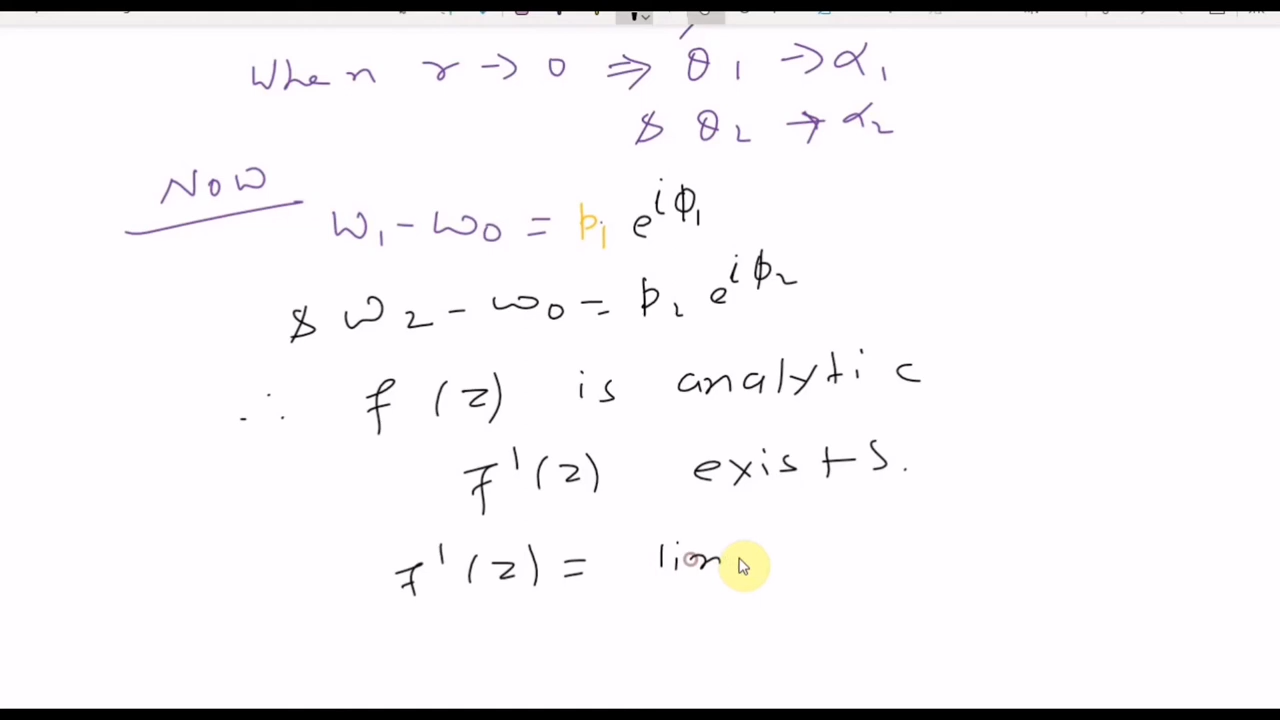 When r → 0 ⇒ θ1 → α1
& θ2 → α2
Now
w1 - w0 = p1 e^iφ1
& w2 - w0 = p2 e^iφ2
∴ f (z) is analytic
F'(z) exists.
F'(z) = lim